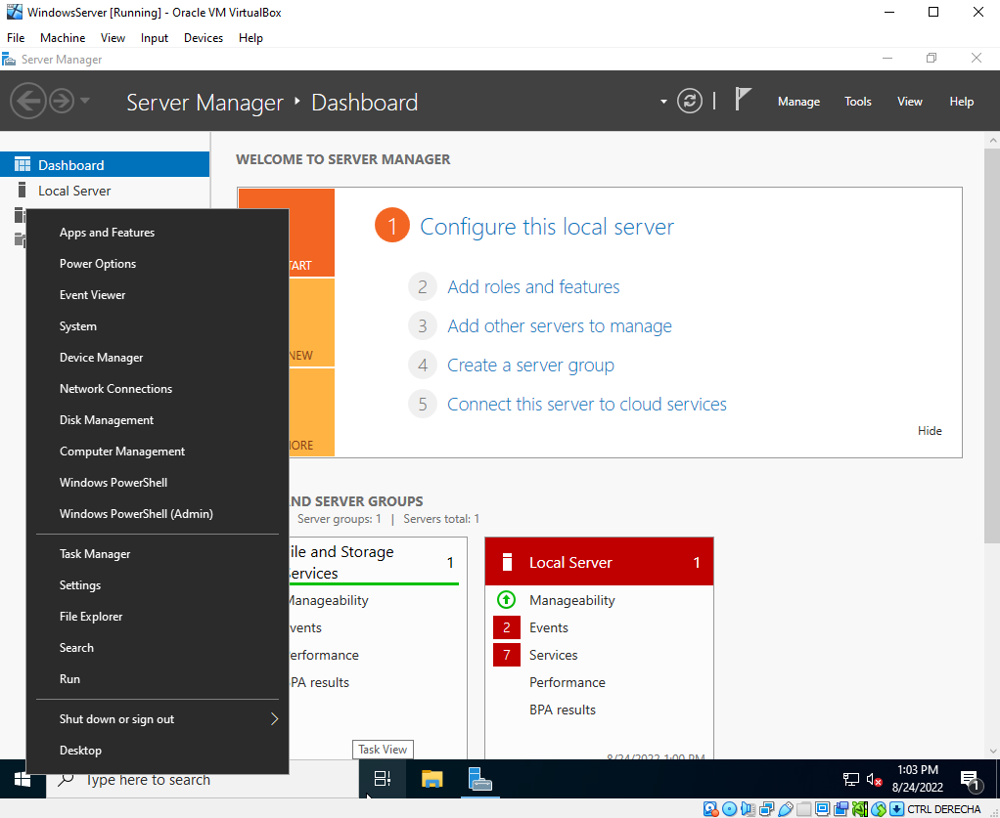 WindowsServer [Running] - Oracle VM VirtualBox
File Machine View Input Devices Help
Server Manager
Server Manager Dashboard
Manage Tools View Help
Dashboard
Local Server
WELCOME TO SERVER MANAGER
1 Configure this local server
2 Add roles and features
3 Add other servers to manage
4 Create a server group
5 Connect this server to cloud services
Hide
Apps and Features
Power Options
Event Viewer
System
Device Manager
Network Connections
Disk Management
Computer Management
Windows PowerShell
Windows PowerShell (Admin)
Task Manager
Settings
File Explorer
Search
Run
Shut down or sign out
Desktop
TART
NEW
ORE
ND SERVER GROUPS
Server groups: 1 | Servers total: 1
ile and Storage
ervices
1
Manageability
vents
erformance
PA results
Local Server 1
Manageability
2 Events
7 Services
Performance
BPA results
8/24/2022 1:00 PM
Task View
Type here to search
1:03 PM
8/24/2022
1
CTRL DERECHA